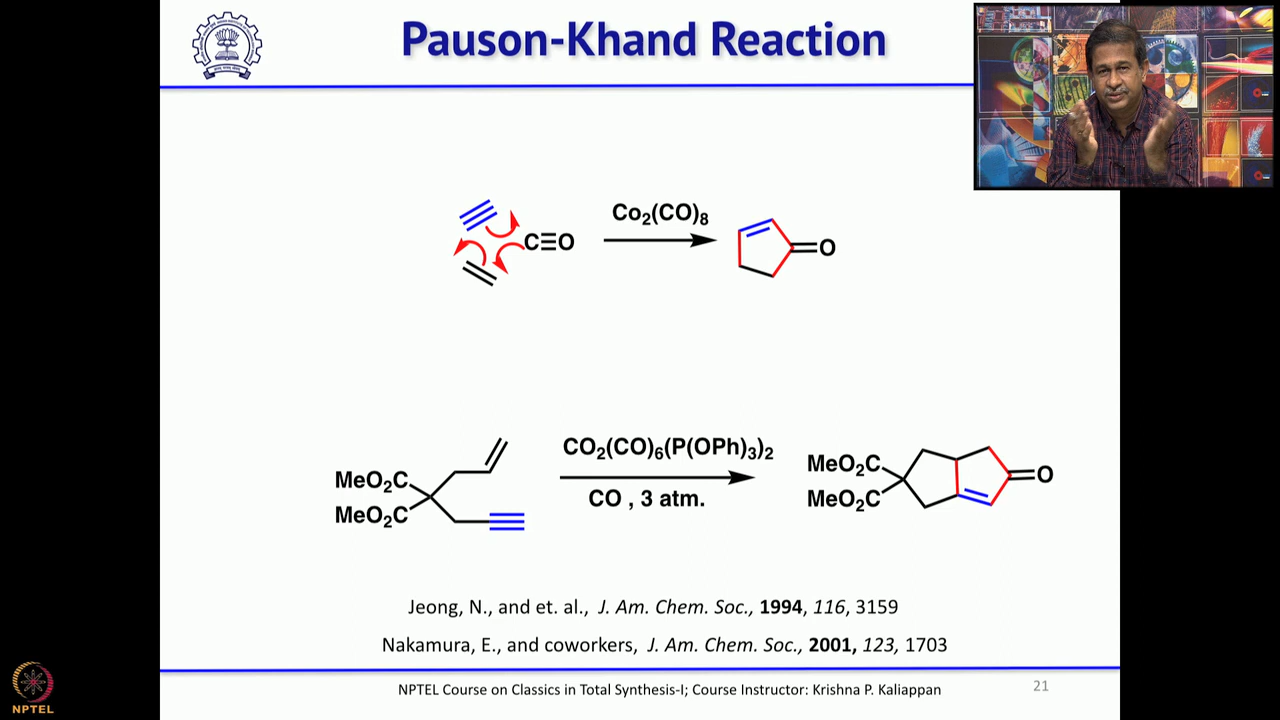 Pauson-Khand Reaction
C≡O
Co₂(CO)₈
=O
MeO₂C
MeO₂C
CO₂(CO)₆(P(OPh)₃)₂
CO , 3 atm.
MeO₂C
MeO₂C
=O
Jeong, N., and et. al., J. Am. Chem. Soc., 1994, 116, 3159
Nakamura, E., and coworkers, J. Am. Chem. Soc., 2001, 123, 1703
NPTEL Course on Classics in Total Synthesis-I; Course Instructor: Krishna P. Kaliappan
21
NPTEL